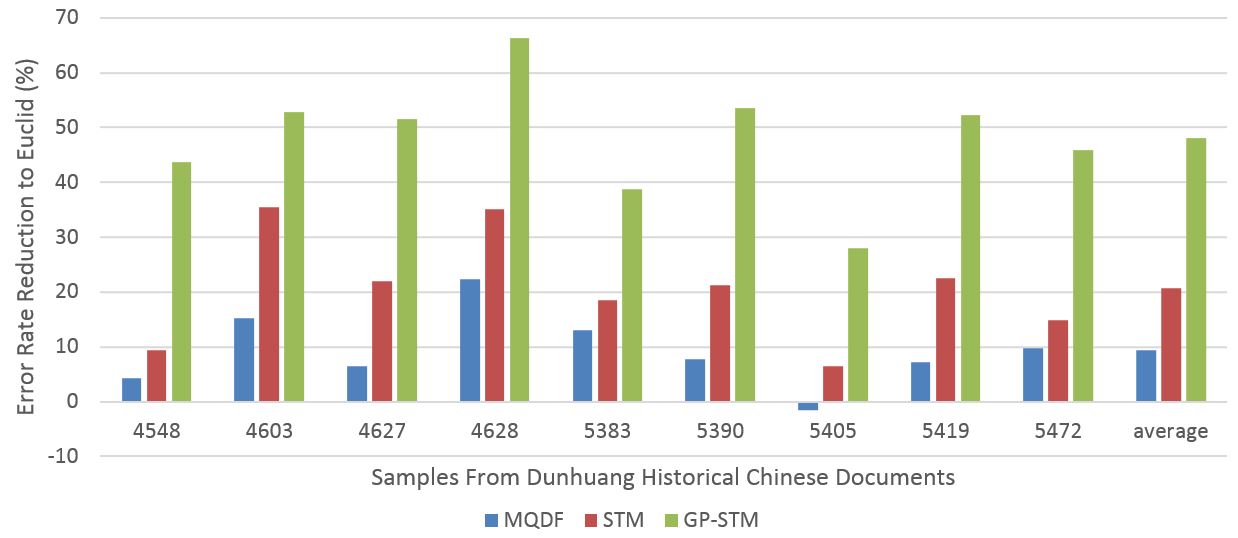 Error Rate Reduction to Euclid (%)
70
60
50
40
30
20
10
0
-10
4548 4603 4627 4628 5383 5390 5405 5419 5472 average
Samples From Dunhuang Historical Chinese Documents
MQDF STM GP-STM